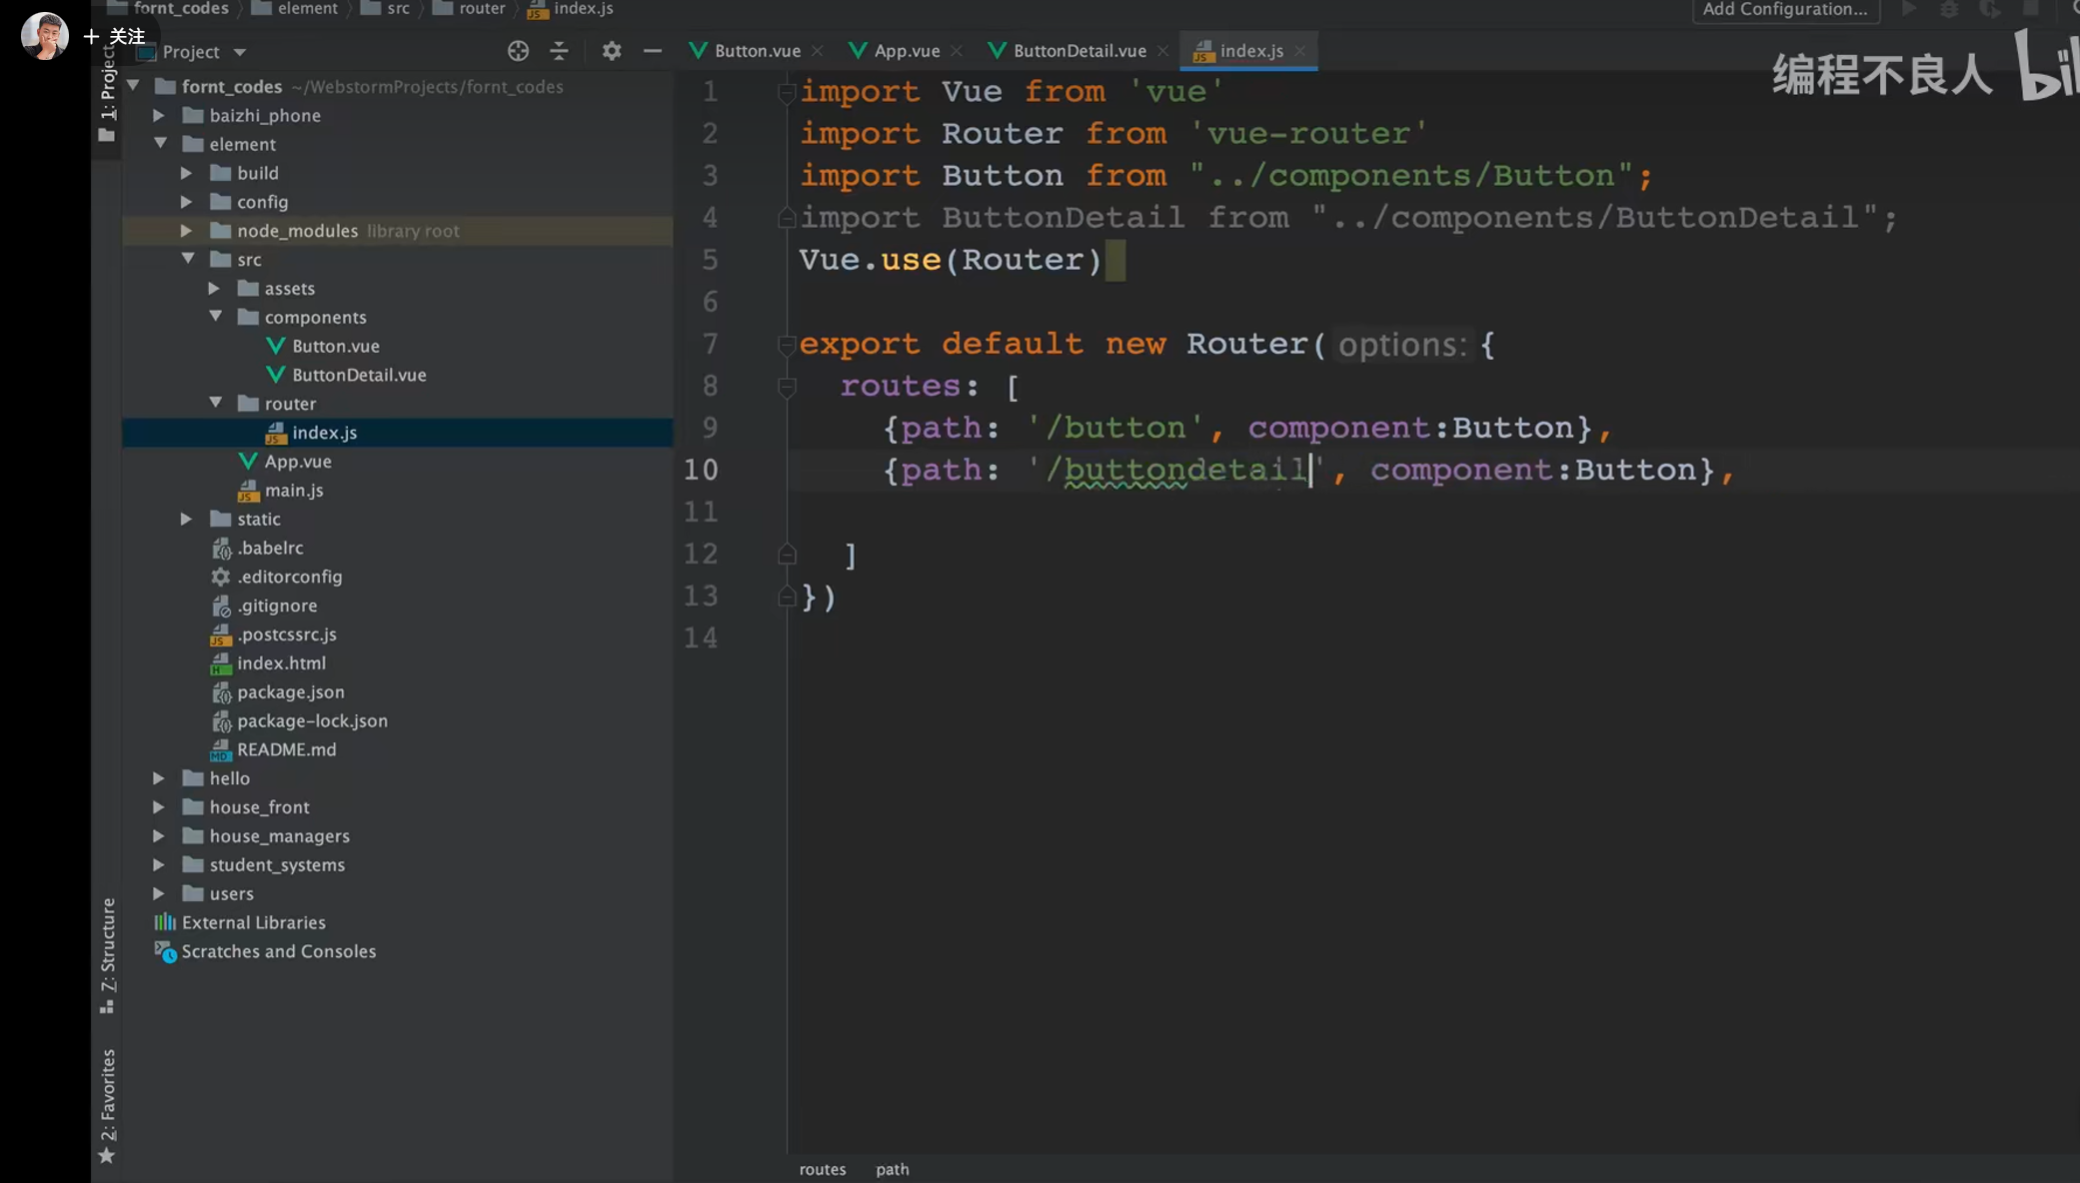 fornt_codes element src router index.js
Add Configuration...
+ 关注
Project
Button.vue App.vue ButtonDetail.vue index.js
编程不良人
1: Project
fornt_codes ~/WebstormProjects/fornt_codes
baizhi_phone
element
build
config
node_modules library root
src
assets
components
Button.vue
ButtonDetail.vue
router
index.js
App.vue
main.js
static
.babelrc
.editorconfig
.gitignore
.postcssrc.js
index.html
package.json
package-lock.json
README.md
hello
house_front
house_managers
student_systems
users
External Libraries
Scratches and Consoles
Z: Structure
2: Favorites
1 import Vue from 'vue'
2 import Router from 'vue-router'
3 import Button from "../components/Button";
4 import ButtonDetail from "../components/ButtonDetail";
5 Vue.use(Router)
6
7 export default new Router( options: {
8 routes: [
9 {path: '/button', component:Button},
10 {path: '/buttondetail', component:Button},
11
12 ]
13 })
14
routes path